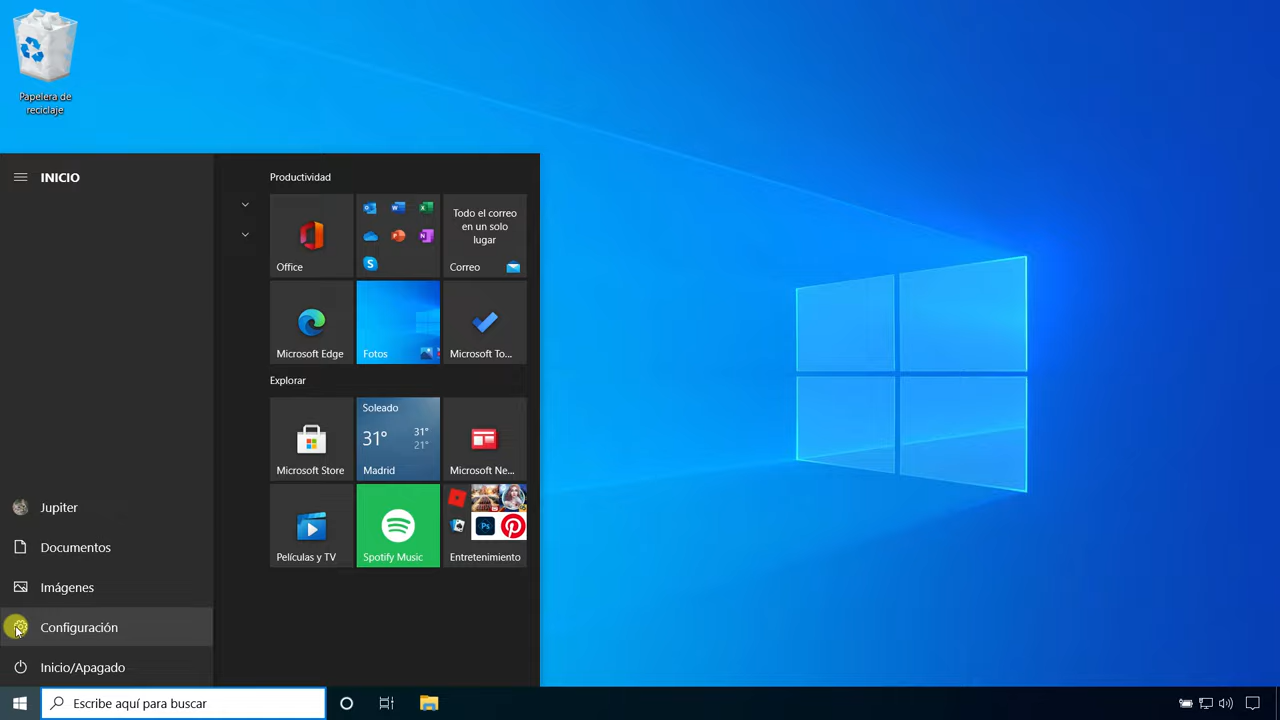 Papelera de
reciclaje
INICIO
Jupiter
Documentos
Imágenes
Configuración
Inicio/Apagado
Productividad
Office
Todo el correo
en un solo
lugar
Correo
Microsoft Edge
Fotos
Microsoft To...
Explorar
Microsoft Store
Soleado
31°
31°
21°
Madrid
Microsoft Ne...
Películas y TV
Spotify Music
Ps
Entretenimiento
Escribe aquí para buscar